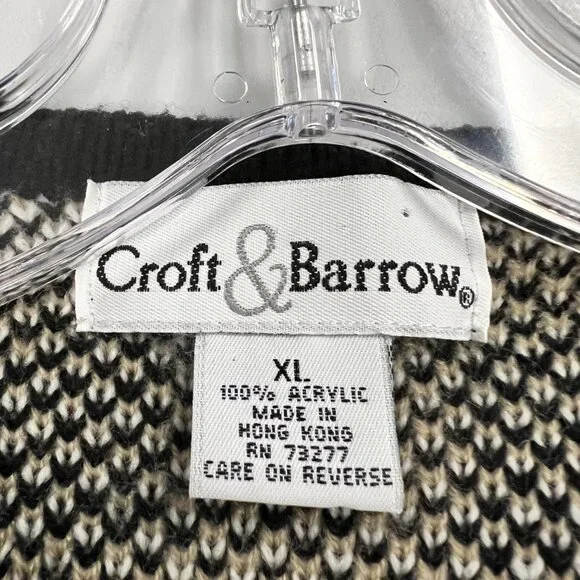 Croft & Barrow®
XL
100% ACRYLIC
MADE IN
HONG KONG
RN 73277
CARE ON REVERSE